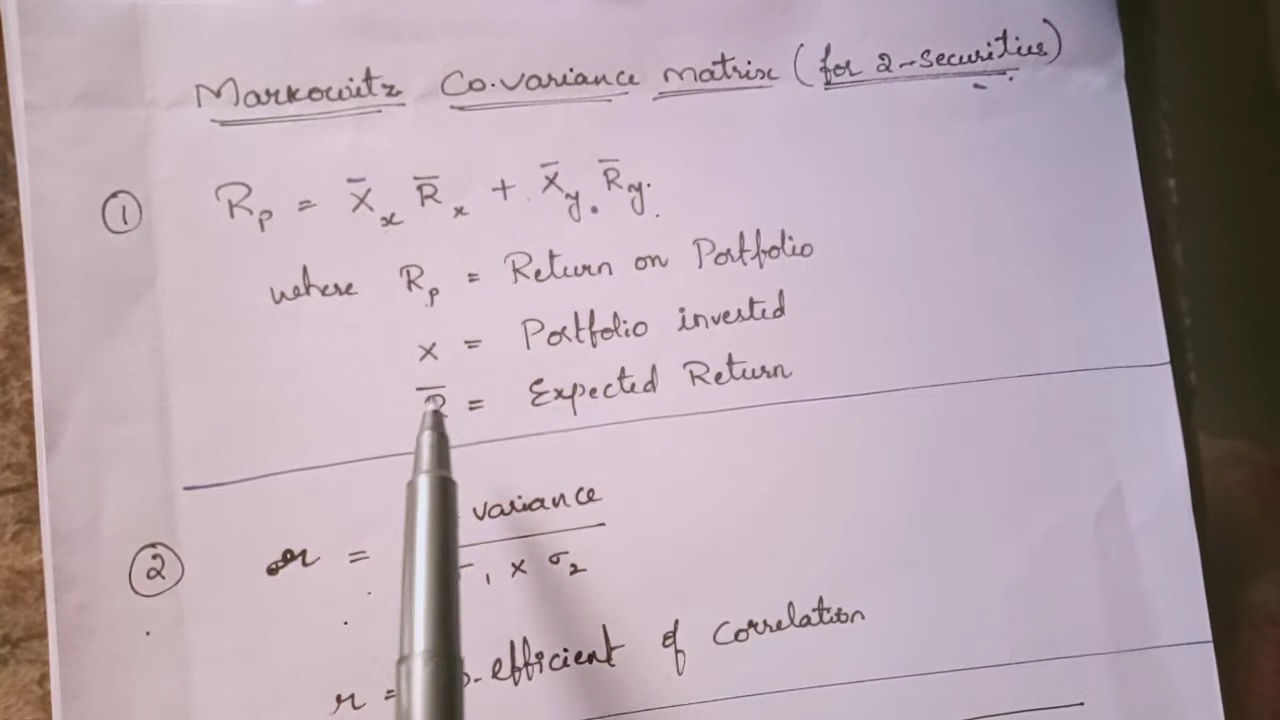 Markowitz Co.variance matrix (for 2-securities)
① Rₚ = X̄ₓ R̄ₓ + X̄y. R̄y.
where Rₚ = Return on Portfolio
x = Portfolio invested
R̄ = Expected Return
② r = variance
σ₁ × σ₂
r = efficient of correlation